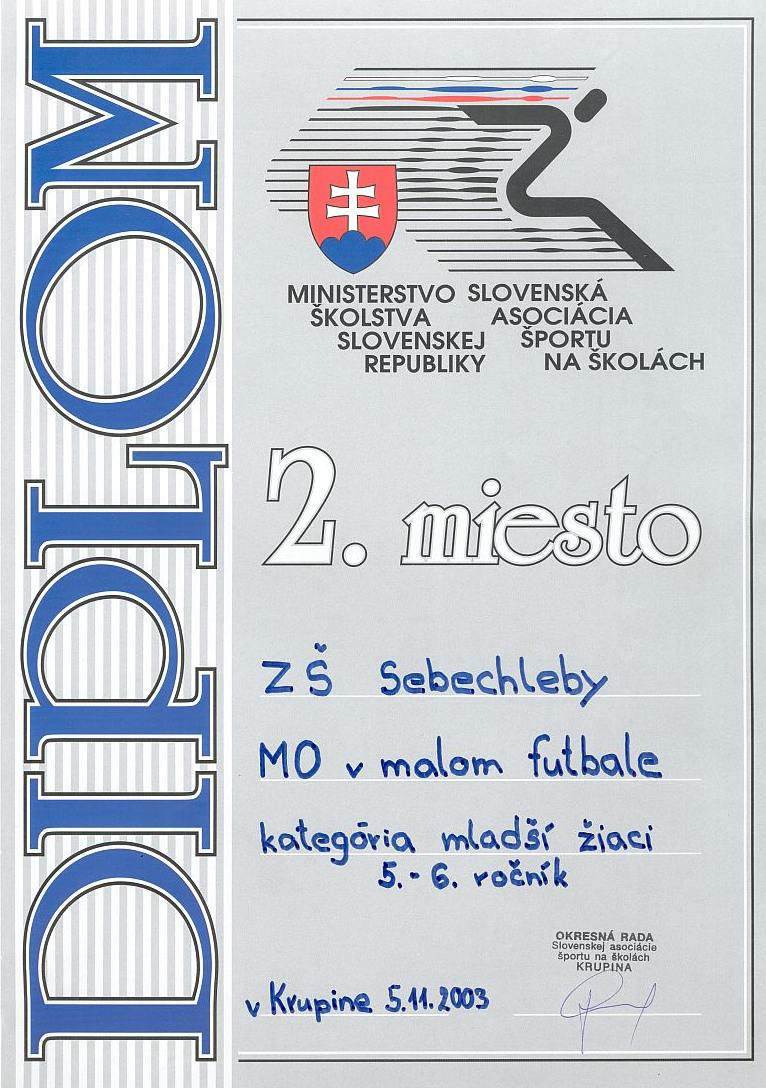 DIPLOM
MINISTERSTVO
ŠKOLSTVA
SLOVENSKEJ
REPUBLIKY
SLOVENSKÁ
ASOCIÁCIA
ŠPORTU
NA ŠKOLÁCH
2. miesto
ZŠ Sebechleby
MO v malom futbale
kategória mladší žiaci
5.-6. ročník
OKRESNÁ RADA
Slovenskej asociácie
športu na školách
KRUPINA
v Krupine 5.11.2003